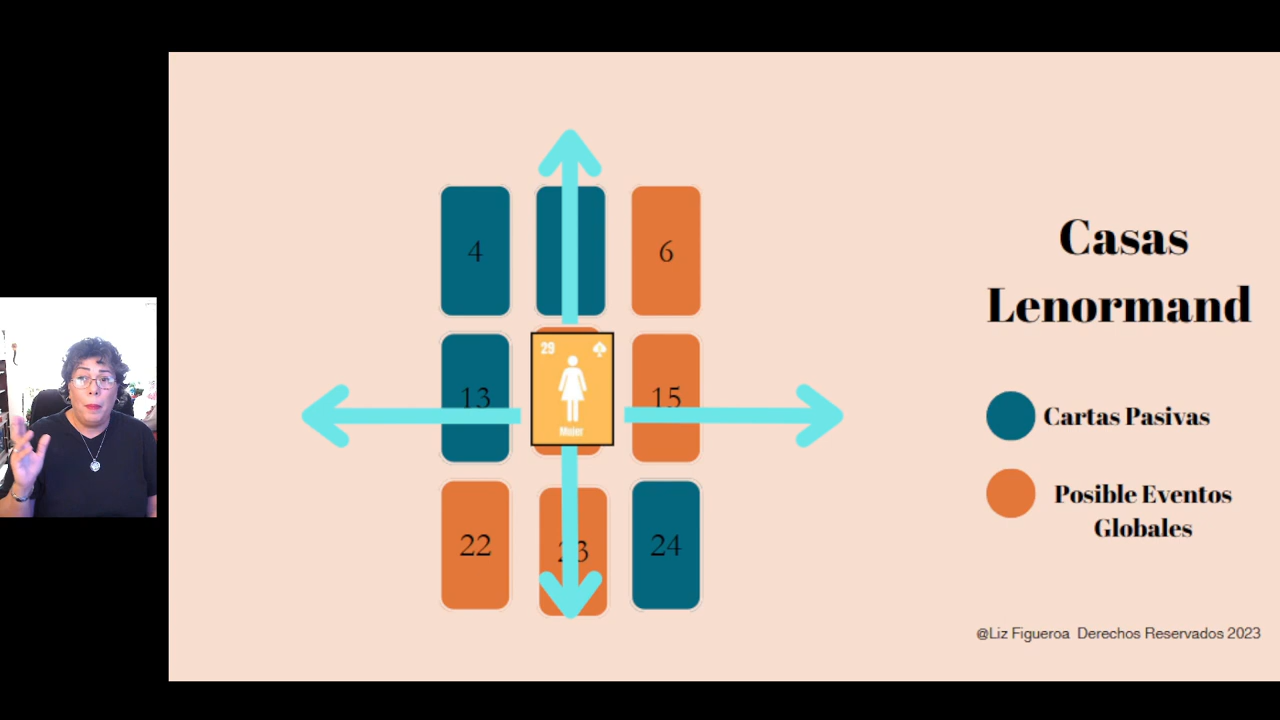 4
6
Casas
Lenormand
29
Mujer
13
15
Cartas Pasivas
Posible Eventos
Globales
22
23
24
@Liz Figueroa Derechos Reservados 2023